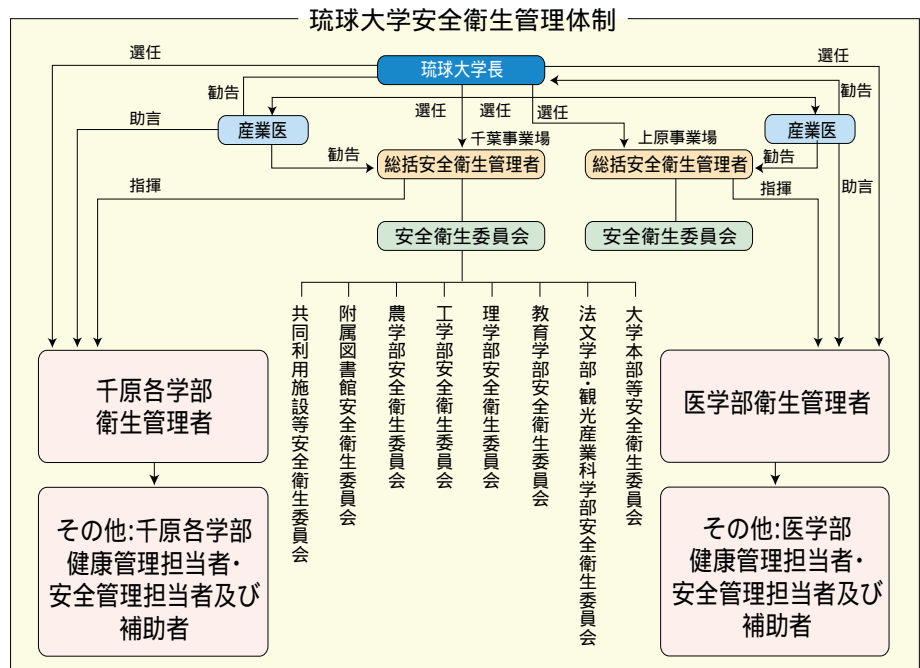 琉球大学安全衛生管理体制
選任
琉球大学長
選任
勧告
勧告
選任
選任
選任
助言
産業医
産業医
千葉事業場
上原事業場
勧告
総括安全衛生管理者
総括安全衛生管理者
勧告
指揮
指揮
助言
安全衛生委員会
安全衛生委員会
大学本部等安全衛生委員会
法文学部・観光産業科学部安全衛生委員会
教育学部安全衛生委員会
理学部安全衛生委員会
工学部安全衛生委員会
農学部安全衛生委員会
附属図書館安全衛生委員会
共同利用施設等安全衛生委員会
千原各学部
衛生管理者
医学部衛生管理者
その他:千原各学部
健康管理担当者・
安全管理担当者及び
補助者
その他:医学部
健康管理担当者・
安全管理担当者及び
補助者